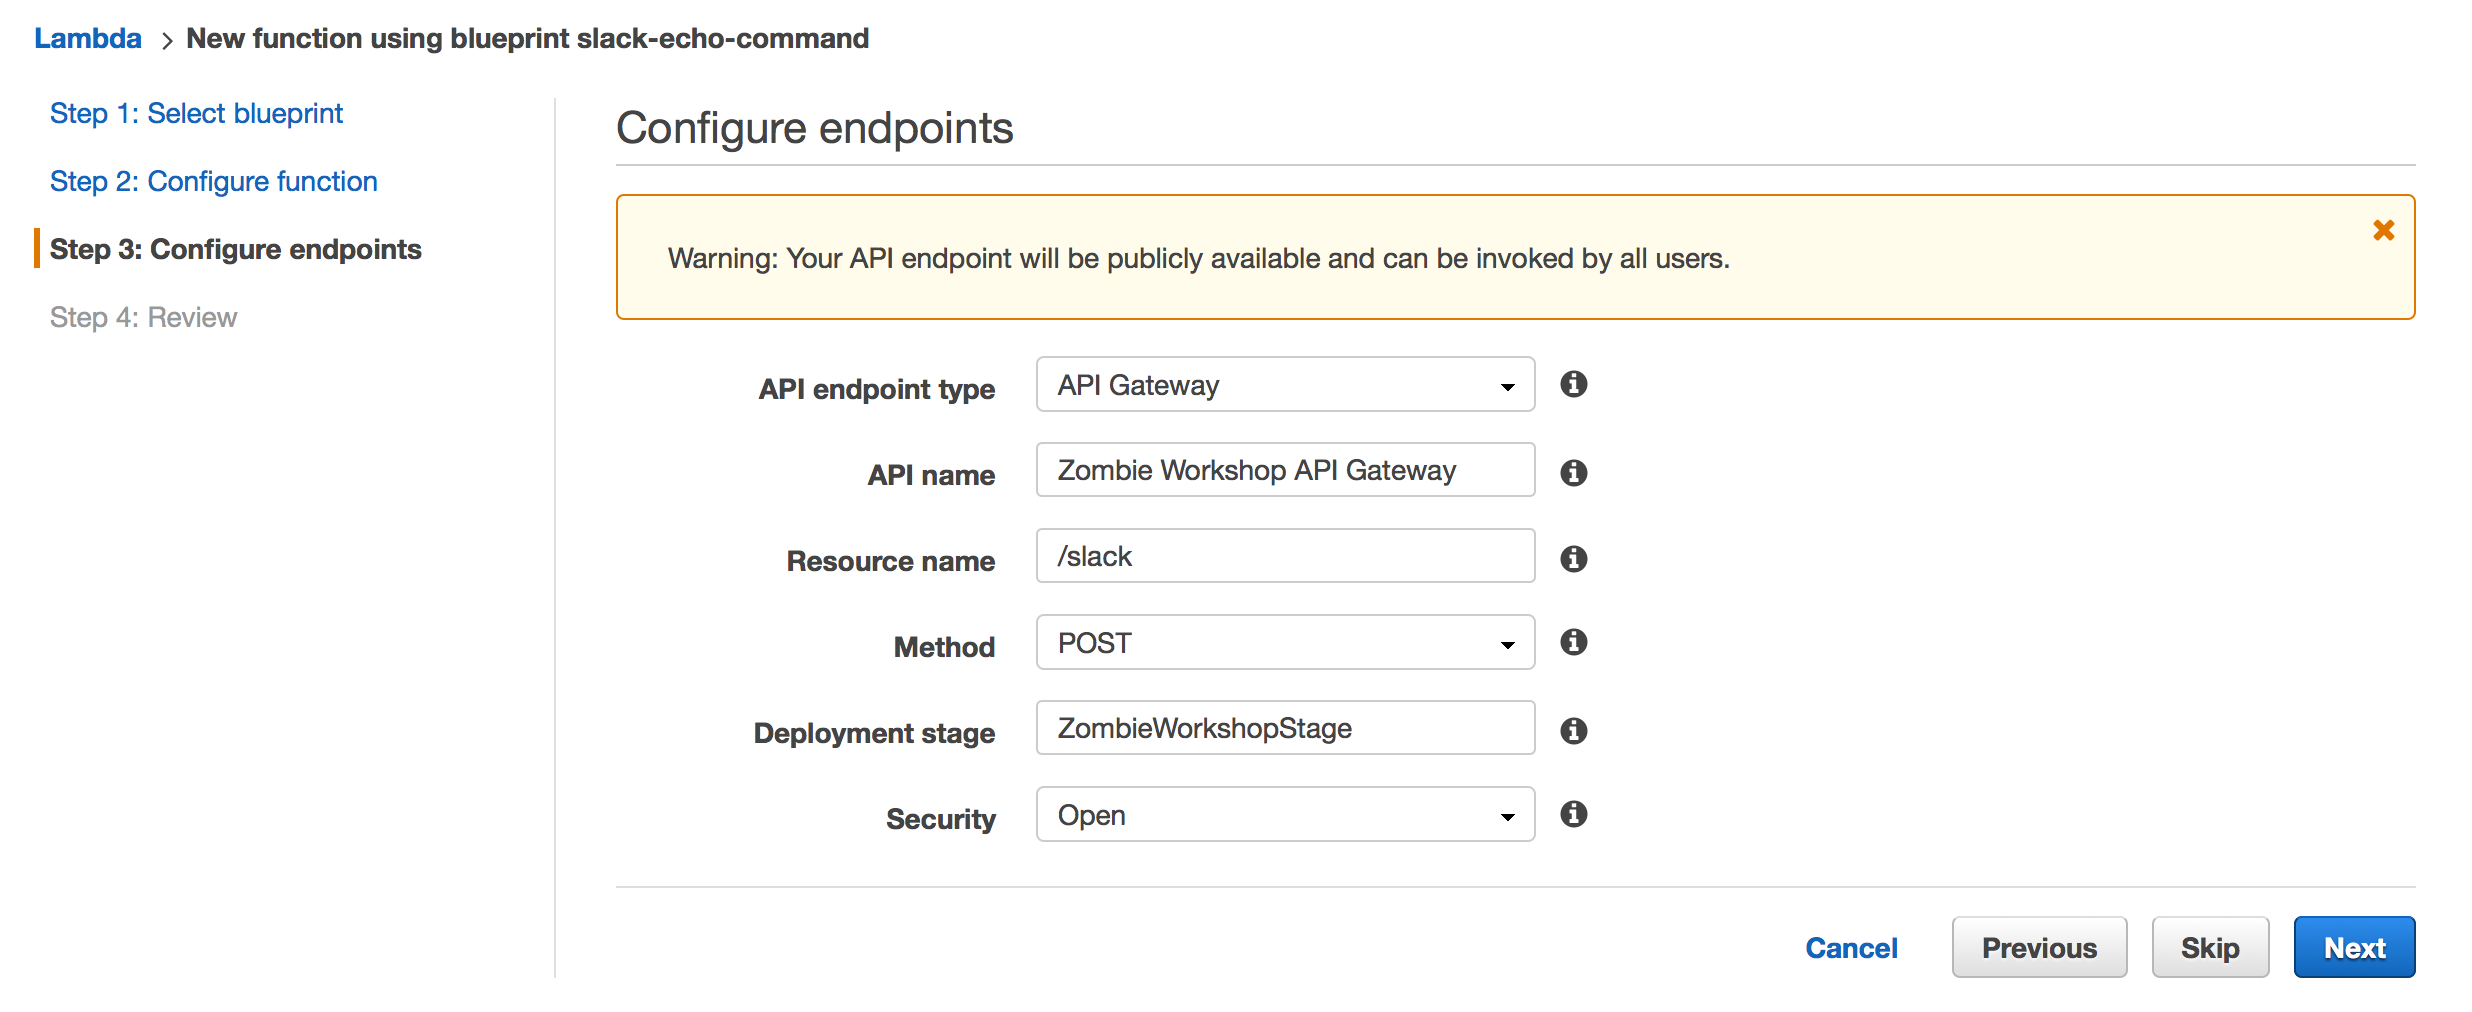 Lambda > New function using blueprint slack-echo-command
Step 1: Select blueprint
Step 2: Configure function
Step 3: Configure endpoints
Step 4: Review
Configure endpoints
Warning: Your API endpoint will be publicly available and can be invoked by all users.
API endpoint type API Gateway
API name Zombie Workshop API Gateway
Resource name /slack
Method POST
Deployment stage ZombieWorkshopStage
Security Open
Cancel Previous Skip Next